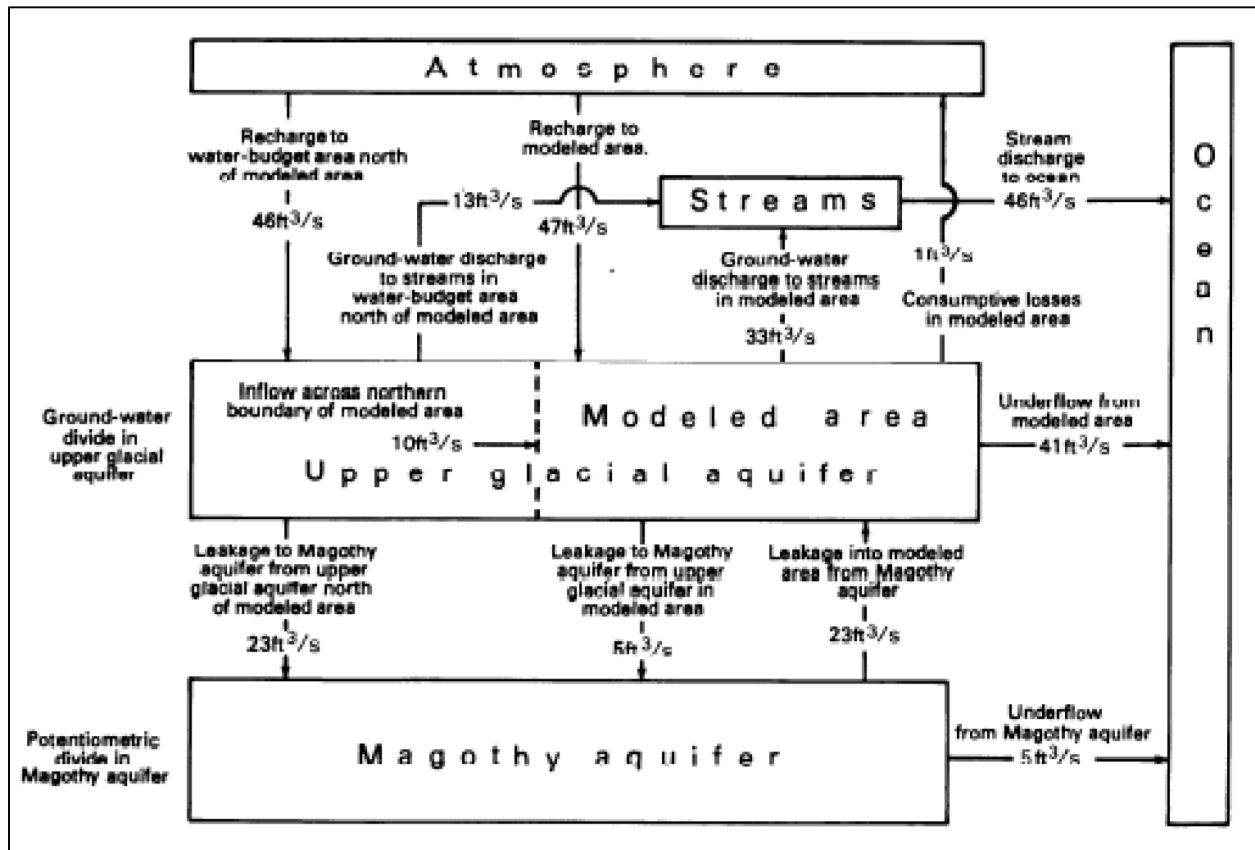 Atmosphere
Recharge to
water-budget area north
of modeled area
46ft³/s
Recharge to
modeled area.
47ft³/s
13ft³/s
Streams
Stream
discharge
to ocean
46ft³/s
Ocean
Ground-water discharge
to streams in
water-budget area
north of modeled area
Ground-water
discharge to streams
in modeled area
33ft³/s
1ft³/s
Consumptive losses
in modeled area
Ground-water
divide in
upper glacial
aquifer
Inflow across northern
boundary of modeled area
10ft³/s
Modeled area
Upper glacial aquifer
Underflow from
modeled area
41ft³/s
Leakage to Magothy
aquifer from upper
glacial aquifer north
of modeled area
23ft³/s
Leakage to Magothy
aquifer from upper
glacial aquifer in
modeled area
5ft³/s
Leakage into modeled
area from Magothy
aquifer
23ft³/s
Potentiometric
divide in
Magothy aquifer
Magothy aquifer
Underflow
from Magothy aquifer
5ft³/s